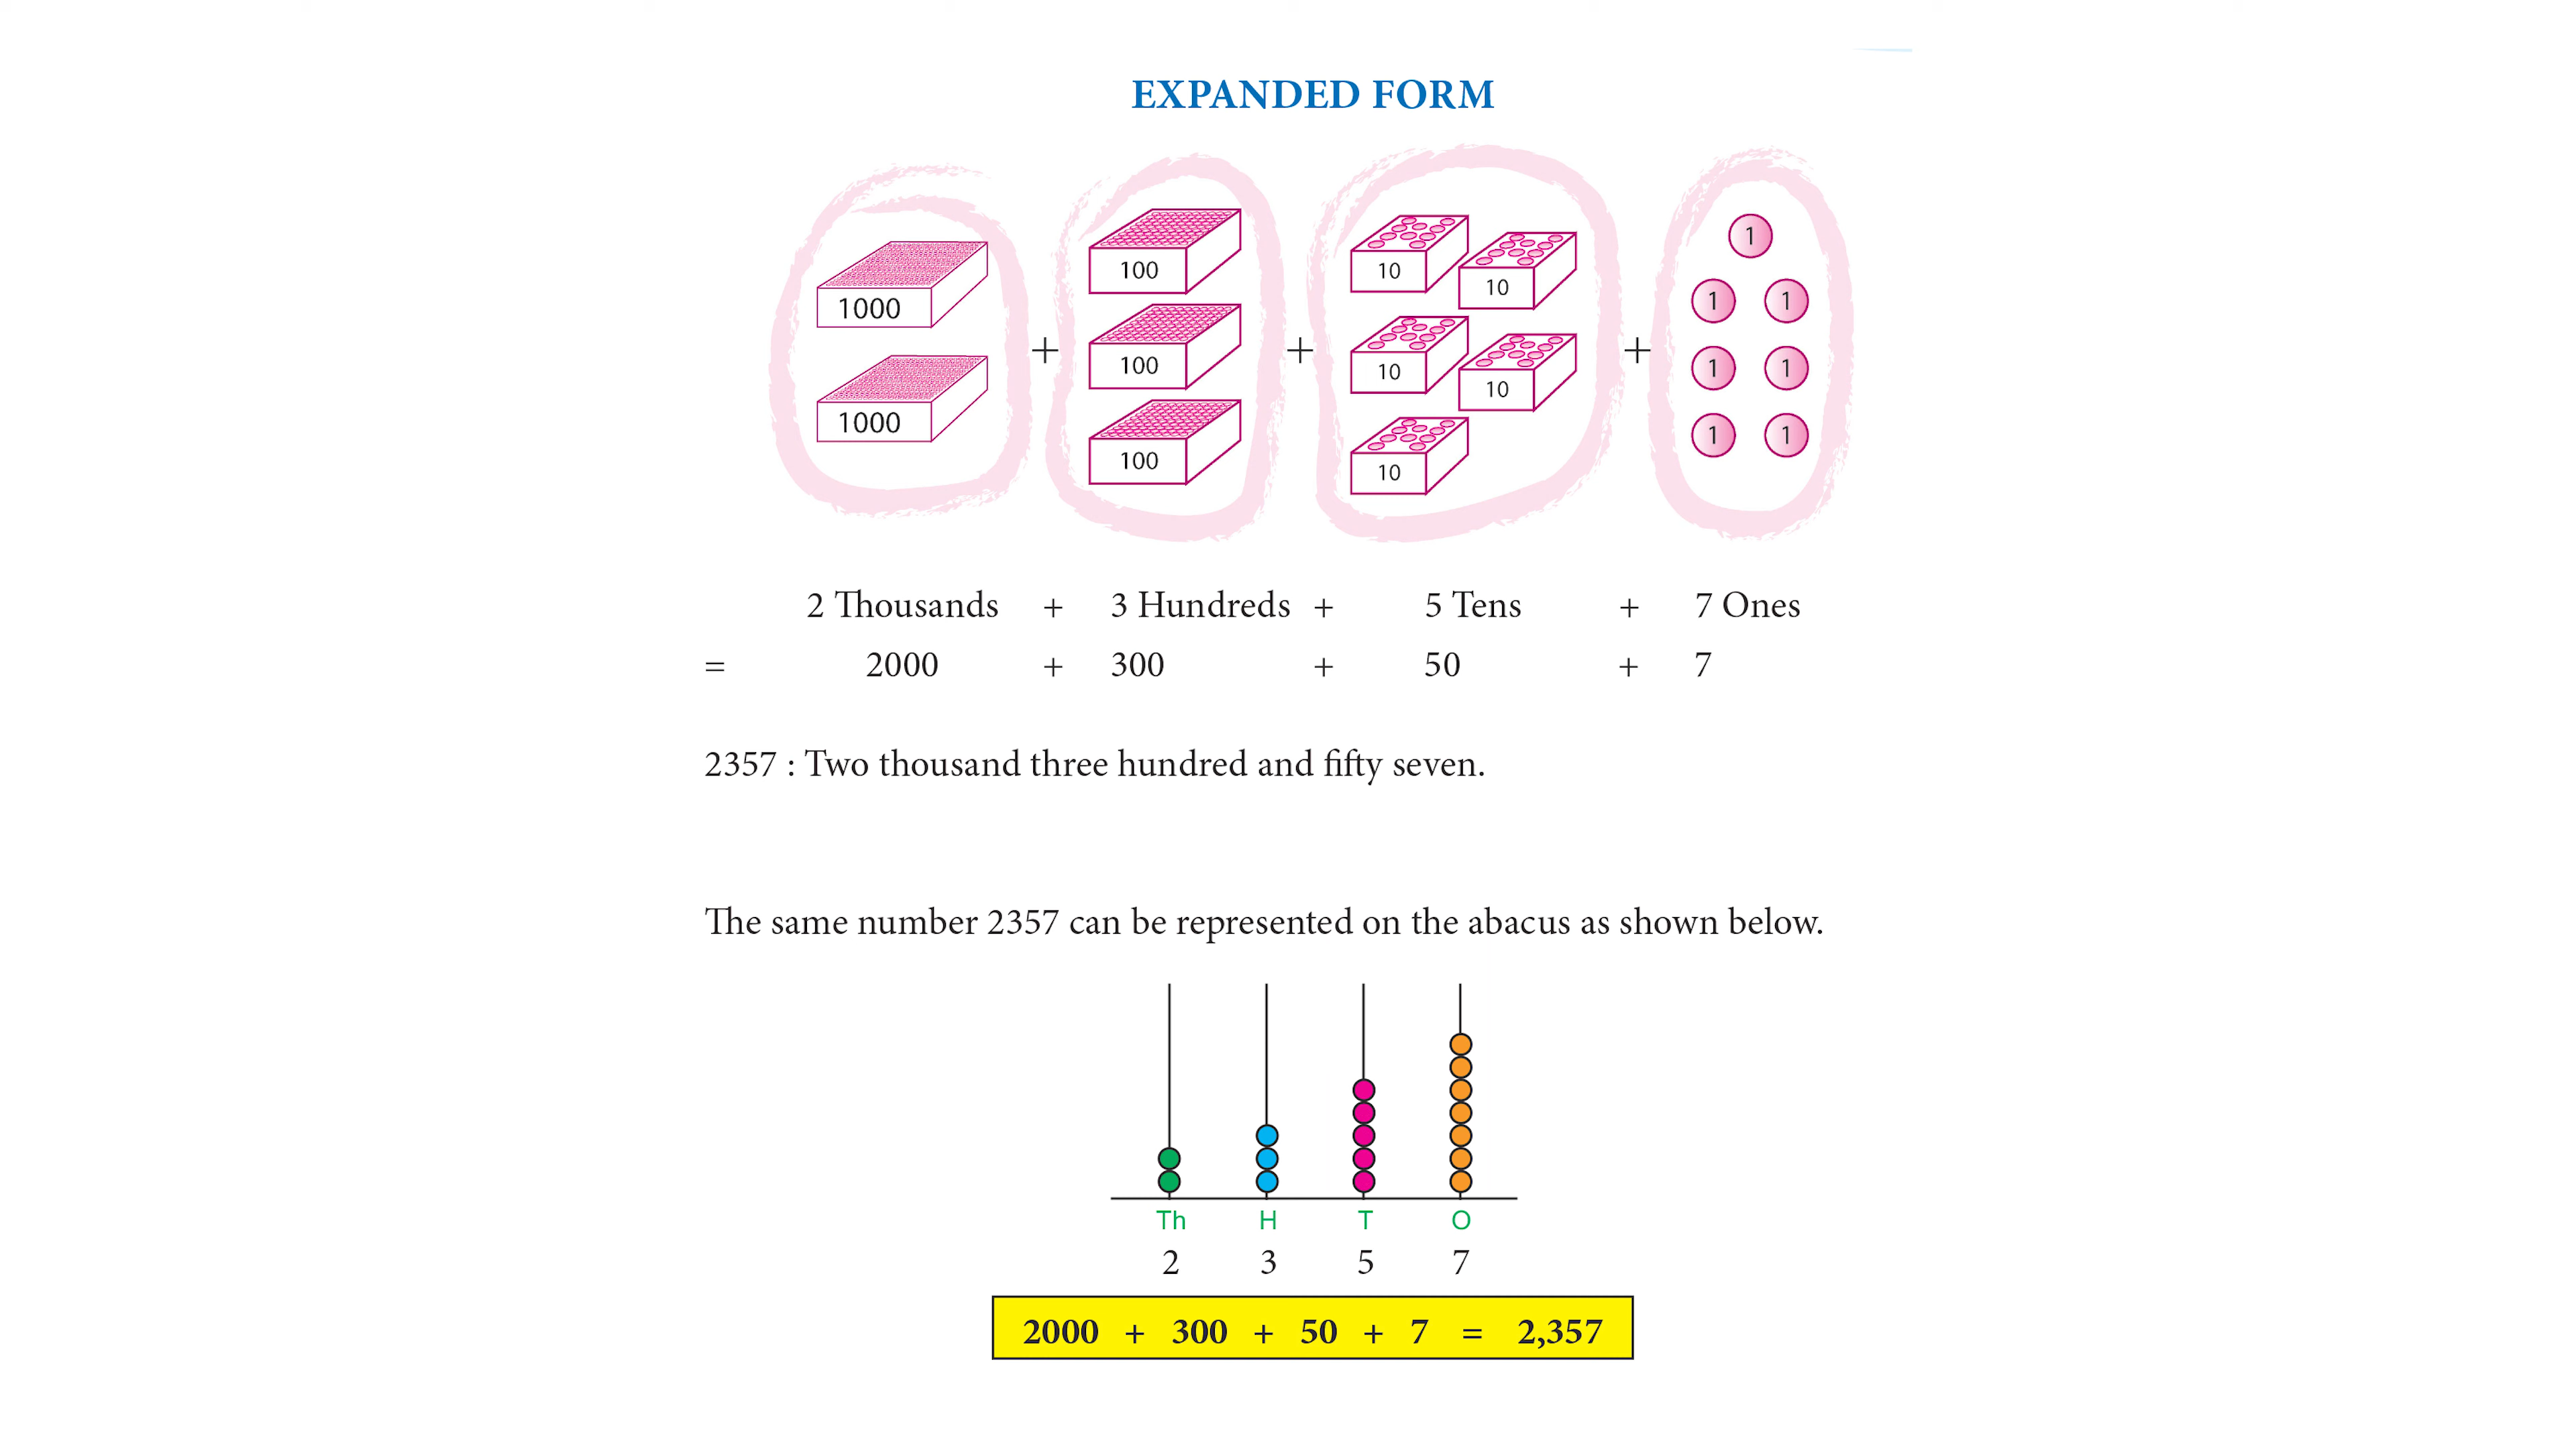 EXPANDED FORM
1000
1000
+
100
100
100
+
10
10
10
10
10
+
1
1 1
1 1
1 1
2 Thousands + 3 Hundreds + 5 Tens + 7 Ones
= 2000 + 300 + 50 + 7
2357 : Two thousand three hundred and fifty seven.
The same number 2357 can be represented on the abacus as shown below.
Th H T O
2 3 5 7
2000 + 300 + 50 + 7 = 2,357